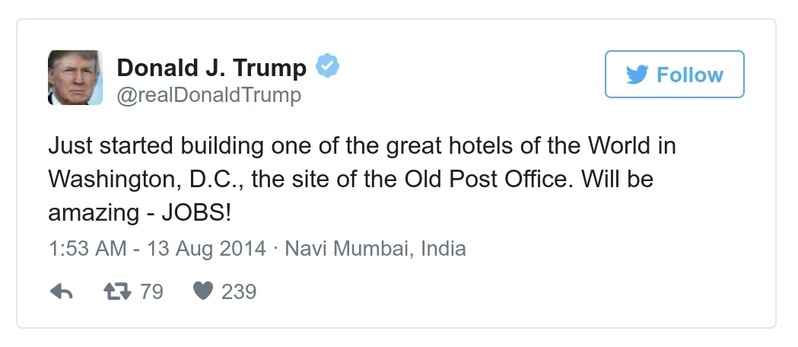 Donald J. Trump
@realDonaldTrump
Follow
Just started building one of the great hotels of the World in
Washington, D.C., the site of the Old Post Office. Will be
amazing - JOBS!
1:53 AM - 13 Aug 2014 · Navi Mumbai, India
79 239